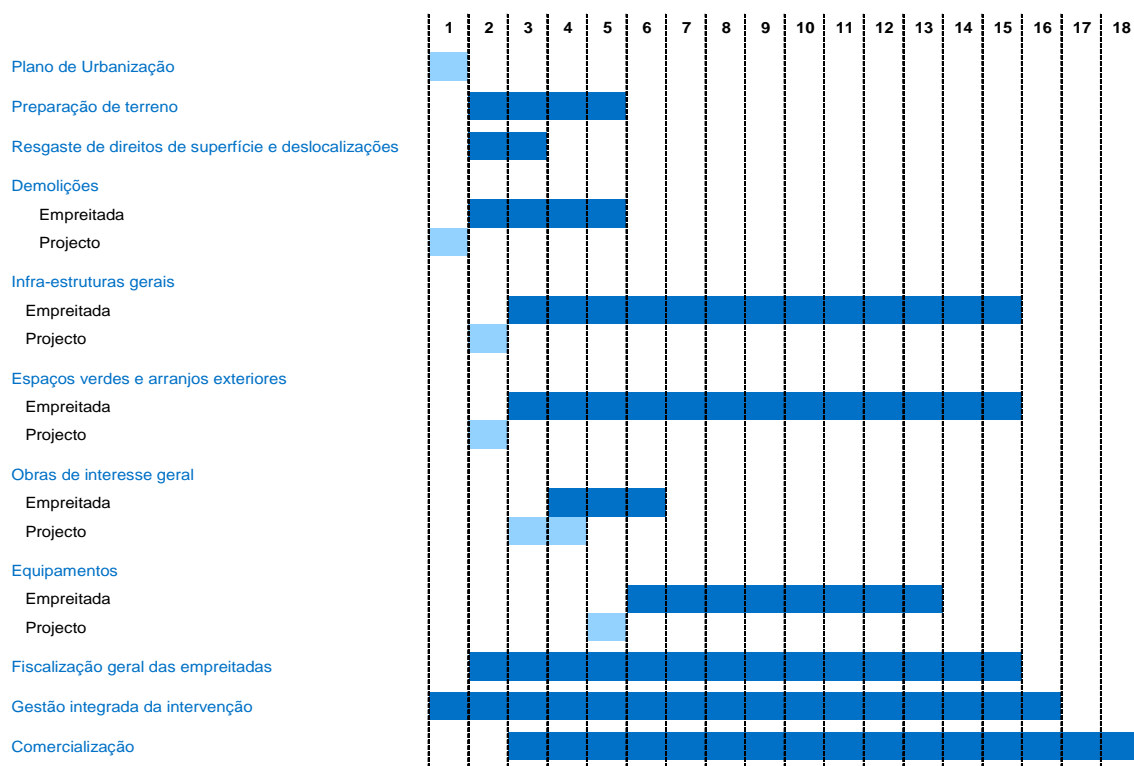 1 2 3 4 5 6 7 8 9 10 11 12 13 14 15 16 17 18
Plano de Urbanização
Preparação de terreno
Resgaste de direitos de superfície e deslocalizações
Demolições
Empreitada
Projecto
Infra-estruturas gerais
Empreitada
Projecto
Espaços verdes e arranjos exteriores
Empreitada
Projecto
Obras de interesse geral
Empreitada
Projecto
Equipamentos
Empreitada
Projecto
Fiscalização geral das empreitadas
Gestão integrada da intervenção
Comercialização